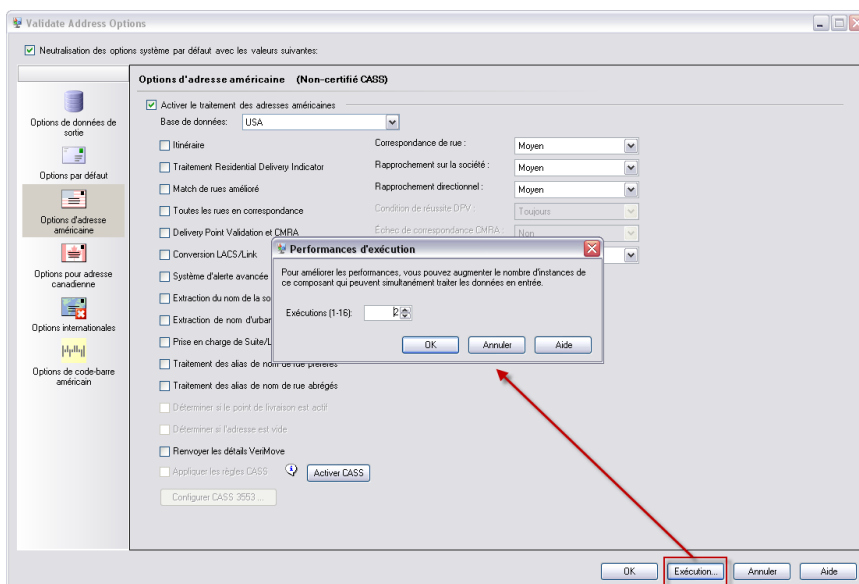 Validate Address Options
Neutralisation des options système par défaut avec les valeurs suivantes:
Options de données de
sortie
Options par défaut
Options d'adresse
américaine
Options pour adresse
canadienne
Options internationales
Options de code-barre
américain
Options d'adresse américaine (Non-certifié CASS)
Activer le traitement des adresses américaines
Base de données: USA
Itinéraire
Correspondance de rue : Moyen
Traitement Residential Delivery Indicator
Rapprochement sur la société : Moyen
Match de rues amélioré
Rapprochement directionnel : Moyen
Toutes les rues en correspondance
Condition de réussite DPV : Toujours
Delivery Point Validation et CMRA
Échec de correspondance CMRA : Non
Conversion LACS/Link
Système d'alerte avancée
Extraction du nom de la so
Extraction de nom d'urbar
Prise en charge de Suite/L
Traitement des alias de nom de rue préférés
Traitement des alias de nom de rue abrégés
Déterminer si le point de livraison est actif
Déterminer si l'adresse est vide
Renvoyer les détails VeriMove
Appliquer les règles CASS
Activer CASS
Configurer CASS 3553 ...
Performances d'exécution
Pour améliorer les performances, vous pouvez augmenter le nombre d'instances de
ce composant qui peuvent simultanément traiter les données en entrée.
Exécutions (1-16): 2
OK Annuler Aide
OK Exécution... Annuler Aide